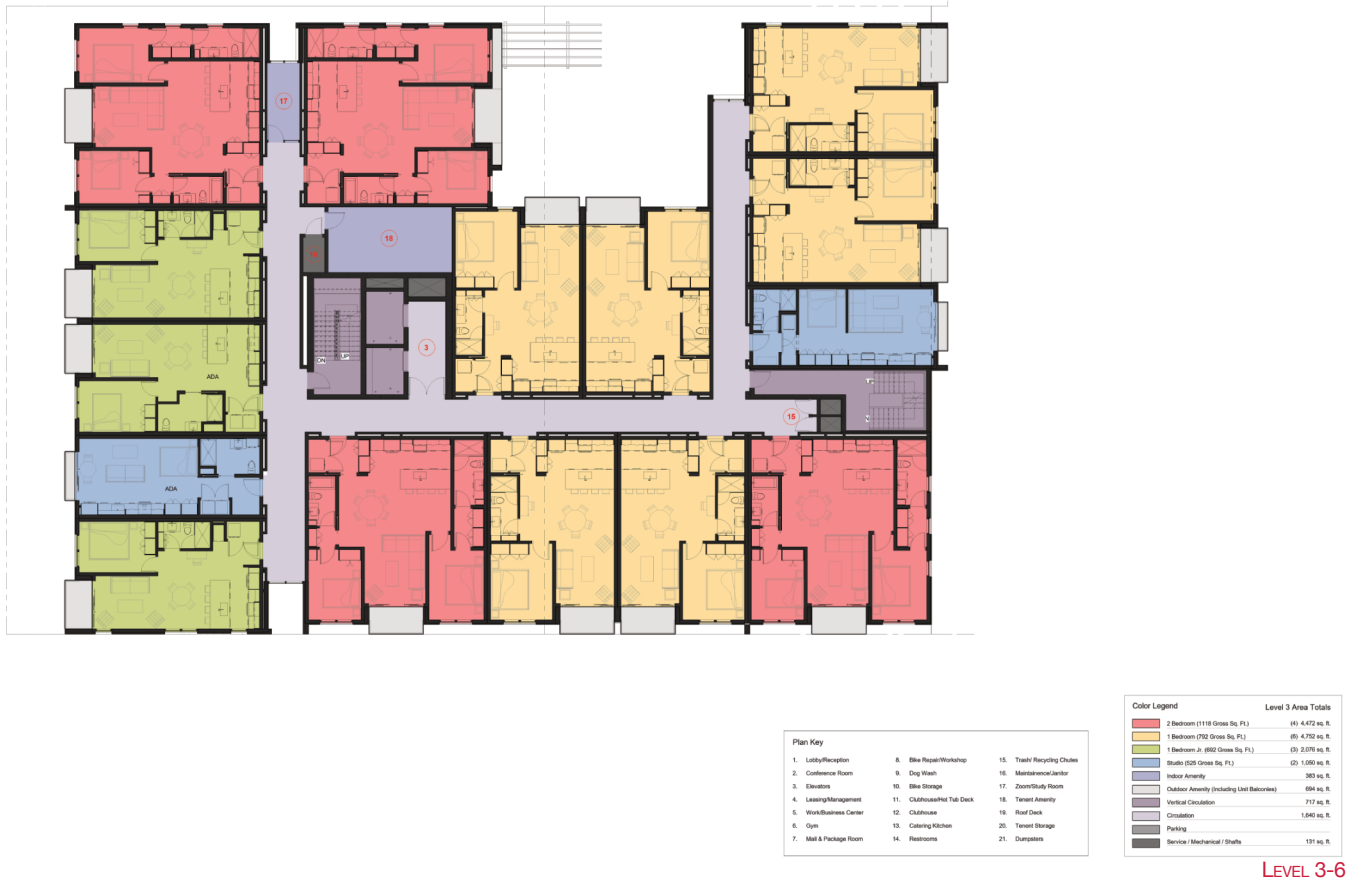 17
18
16
3
DN
UP
ADA
15
UP
ADA
Plan Key
1. Lobby/Reception
2. Conference Room
3. Elevators
4. Leasing/Management
5. Work/Business Center
6. Gym
7. Mail & Package Room
8. Bike Repair/Workshop
9. Dog Wash
10. Bike Storage
11. Clubhouse/Hot Tub Deck
12. Clubhouse
13. Catering Kitchen
14. Restrooms
15. Trash/ Recycling Chutes
16. Maintainence/Janitor
17. Zoom/Study Room
18. Tenent Amenity
19. Roof Deck
20. Tenent Storage
21. Dumpsters
Color Legend Level 3 Area Totals
2 Bedroom (1118 Gross Sq. Ft.) (4) 4,472 sq. ft.
1 Bedroom (792 Gross Sq. Ft.) (6) 4,752 sq. ft.
1 Bedroom Jr. (692 Gross Sq. Ft.) (3) 2,076 sq. ft.
Studio (525 Gross Sq. Ft.) (2) 1,050 sq. ft.
Indoor Amenity 383 sq. ft.
Outdoor Amenity (Including Unit Balconies) 694 sq. ft.
Vertical Circulation 717 sq. ft.
Circulation 1,640 sq. ft.
Parking
Service / Mechanical / Shafts 131 sq. ft.
LEVEL 3-6